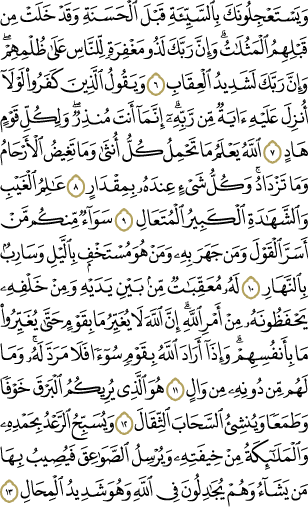 وَيَسْتَعْجِلُونَكَ بِالسَّيِّئَةِ قَبْلَ الْحَسَنَةِ وَقَدْ خَلَتْ مِن
قَبْلِهِمُ الْمَثُلَاتُ ۗ وَإِنَّ رَبَّكَ لَذُو مَغْفِرَةٍ لِّلنَّاسِ عَلَىٰ ظُلْمِهِمْ ۖ
وَإِنَّ رَبَّكَ لَشَدِيدُ الْعِقَابِ ٦ وَيَقُولُ الَّذِينَ كَفَرُوا لَوْلَا
أُنزِلَ عَلَيْهِ ءَايَةٌ مِّن رَّبِّهِ ۗ إِنَّمَا أَنتَ مُنذِرٌ ۖ وَلِكُلِّ قَوْمٍ
هَادٍ ٧ اللَّهُ يَعْلَمُ مَا تَحْمِلُ كُلُّ أُنثَىٰ وَمَا تَغِيضُ الْأَرْحَامُ
وَمَا تَزْدَادُ ۖ وَكُلُّ شَيْءٍ عِندَهُ بِمِقْدَارٍ ٨ عَالِمُ الْغَيْبِ
وَالشَّهَادَةِ الْكَبِيرُ الْمُتَعَالِ ٩ سَوَاءٌ مِّنكُم مَّنْ
أَسَرَّ الْقَوْلَ وَمَن جَهَرَ بِهِ وَمَنْ هُوَ مُسْتَخْفٍ بِاللَّيْلِ وَسَارِبٌ
بِالنَّهَارِ ١٠ لَهُ مُعَقِّبَاتٌ مِّن بَيْنِ يَدَيْهِ وَمِنْ خَلْفِهِ
يَحْفَظُونَهُ مِنْ أَمْرِ اللَّهِ ۗ إِنَّ اللَّهَ لَا يُغَيِّرُ مَا بِقَوْمٍ حَتَّىٰ يُغَيِّرُوا
مَا بِأَنفُسِهِمْ ۗ وَإِذَا أَرَادَ اللَّهُ بِقَوْمٍ سُوءًا فَلَا مَرَدَّ لَهُ ۚ وَمَا
لَهُم مِّن دُونِهِ مِن وَالٍ ١١ هُوَ الَّذِي يُرِيكُمُ الْبَرْقَ خَوْفًا
وَطَمَعًا وَيُنشِئُ السَّحَابَ الثِّقَالَ ١٢ وَيُسَبِّحُ الرَّعْدُ بِحَمْدِهِ
وَالْمَلَائِكَةُ مِنْ خِيفَتِهِ وَيُرْسِلُ الصَّوَاعِقَ فَيُصِيبُ بِهَا
مَن يَشَاءُ وَهُمْ يُجَادِلُونَ فِي اللَّهِ وَهُوَ شَدِيدُ الْمِحَالِ ١٣